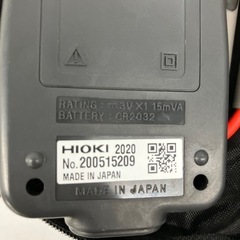 RATING: ⎓3V X1 15mVA
BATTERY: CR2032
HIOKI 2020
No.200515209
MADE IN JAPAN
MADE IN JAPAN